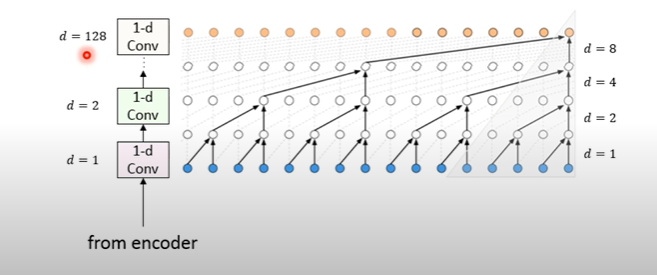 d = 128
1-d
Conv
d = 8
d = 4
d = 2
1-d
Conv
d = 2
d = 1
1-d
Conv
d = 1
from encoder